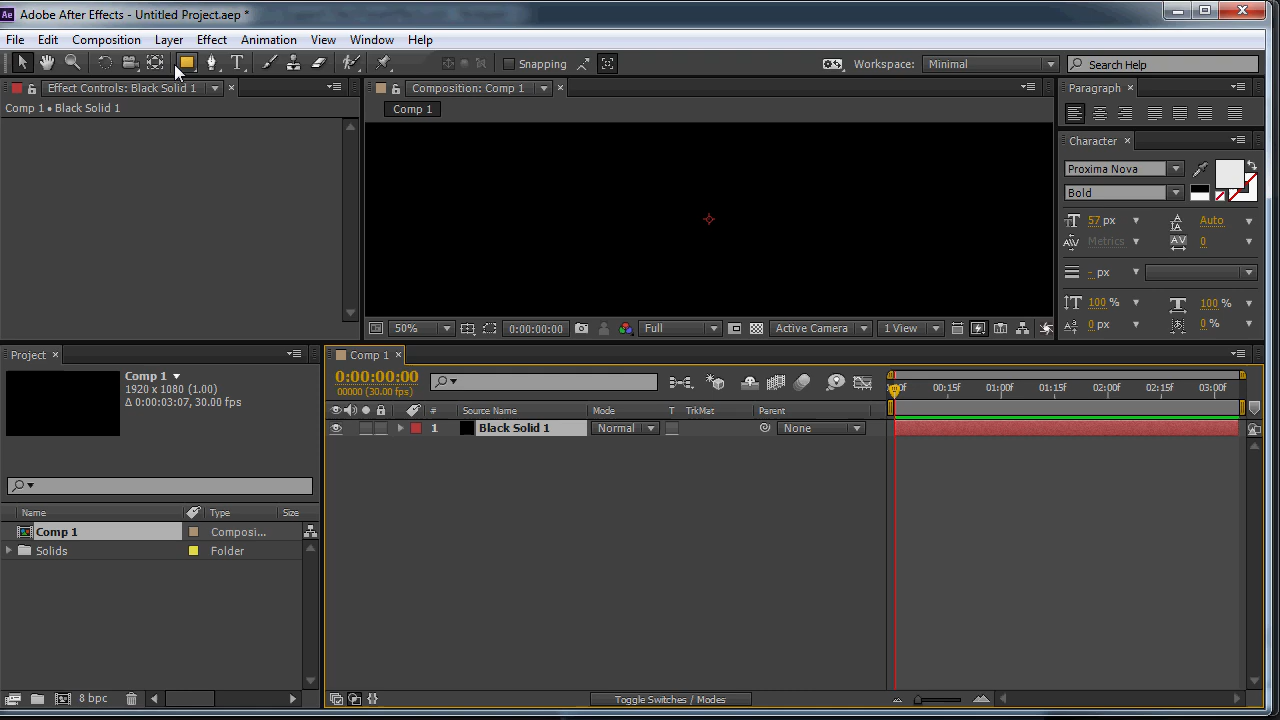 Ae Adobe After Effects - Untitled Project.aep *
File Edit Composition Layer Effect Animation View Window Help
T Snapping Workspace: Minimal Search Help
Effect Controls: Black Solid 1
Comp 1 • Black Solid 1
Composition: Comp 1
Comp 1
50% 0:00:00:00 Full Active Camera 1 View
Paragraph
Character
Proxima Nova
Bold
57 px Auto
Metrics 0
- px
100 % 100 %
0 px 0 %
Project
Comp 1
1920 x 1080 (1.00)
Δ 0:00:03:07, 30.00 fps
Name Type Size
Comp 1 Composi...
Solids Folder
8 bpc
Comp 1
0:00:00:00
00000 (30.00 fps)
00:15f 01:00f 01:15f 02:00f 02:15f 03:00f
# Source Name Mode T TrkMat Parent
1 Black Solid 1 Normal None
Toggle Switches / Modes